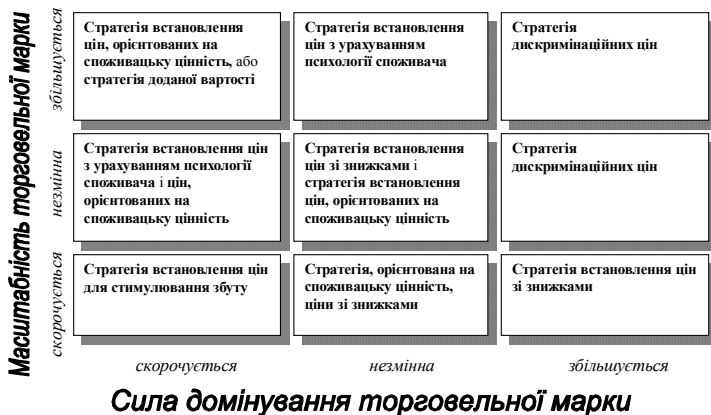 Масштабність торговельної марки
збільшується
Стратегія встановлення
цін, орієнтованих на
споживацьку цінність, або
стратегія доданої вартості
Стратегія встановлення
цін з урахуванням
психології споживача
Стратегія
дискримінаційних цін
незмінна
Стратегія встановлення цін
з урахуванням психології
споживача і цін,
орієнтованих на
споживацьку цінність
Стратегія встановлення
цін зі знижками і
стратегія встановлення
цін, орієнтованих на
споживацьку цінність
Стратегія
дискримінаційних цін
скорочується
Стратегія встановлення цін
для стимулювання збуту
Стратегія, орієнтована на
споживацьку цінність,
ціни зі знижками
Стратегія встановлення цін
зі знижками
скорочується
незмінна
збільшується
Сила домінування торговельної марки